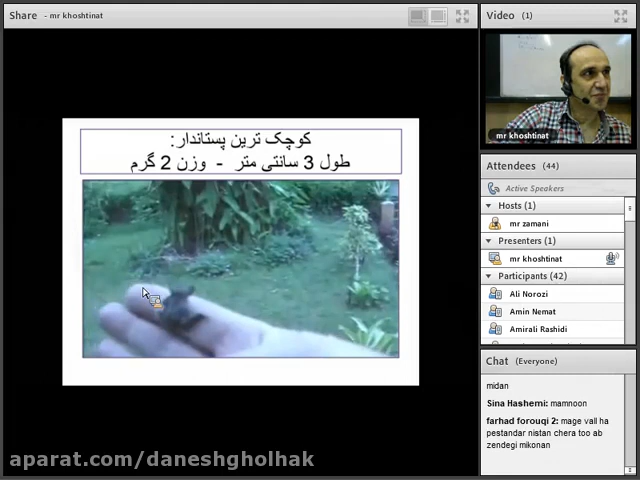 Share - mr khoshtinat
کوچک ترین پستاندار:
طول 3 سانتی متر - وزن 2 گرم
Video (1)
mr khoshtinat
Attendees (44)
Active Speakers
Hosts (1)
mr zamani
Presenters (1)
mr khoshtinat
Participants (42)
Ali Norozi
Amin Nemat
Amirali Rashidi
Chat (Everyone)
midan
Sina Hashemi: mamnoon
farhad forouqi 2: mage vall ha
pestandar nistan chera too ab
zendegi mikonan
aparat.com/daneshgholhak